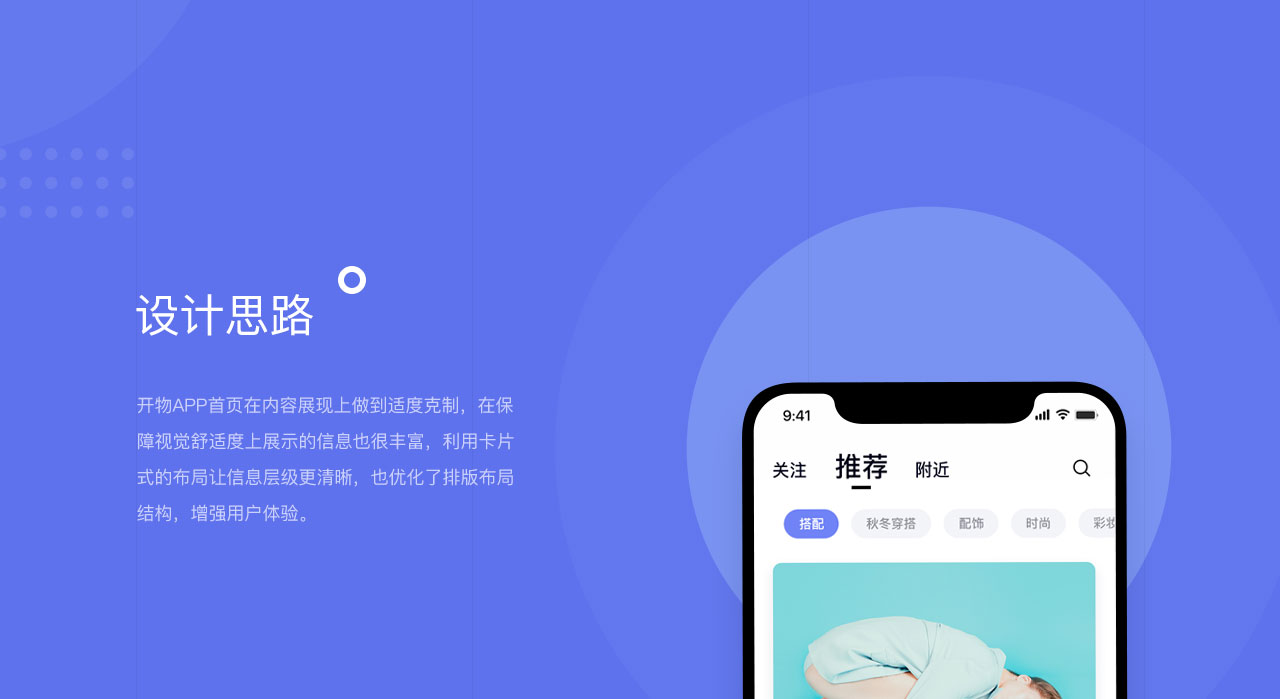 设计思路
开物APP首页在内容展现上做到适度克制，在保
障视觉舒适度上展示的信息也很丰富，利用卡片
式的布局让信息层级更清晰，也优化了排版布局
结构，增强用户体验。
9:41
关注 推荐 附近
搭配 秋冬穿搭 配饰 时尚 彩妆